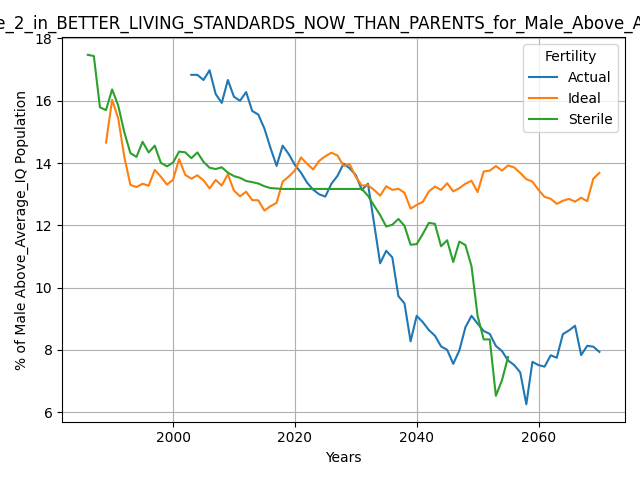 e_2_in_BETTER_LIVING_STANDARDS_NOW_THAN_PARENTS_for_Male_Above_A
Fertility
Actual
Ideal
Sterile
% of Male Above_Average_IQ Population
18
16
14
12
10
8
6
2000
2020
2040
2060
Years